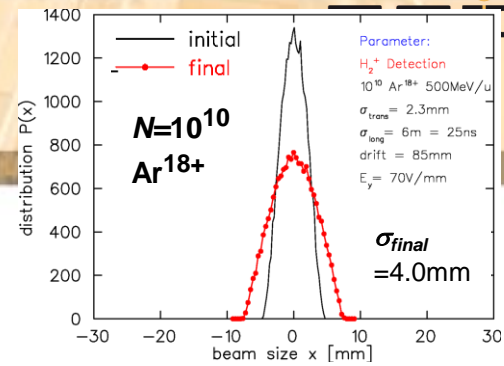 1400
1200
1000
800
600
400
200
0
distribution P(x)
initial
final
N=10¹⁰
Ar¹⁸⁺
Parameter:
H₂⁺ Detection
10¹⁰ Ar¹⁸⁺ 500MeV/u
σtrans= 2.3mm
σlong= 6m = 25ns
drift = 85mm
Ey= 70V/mm
σfinal
=4.0mm
−30 −20 −10 0 10 20 30
beam size x [mm]